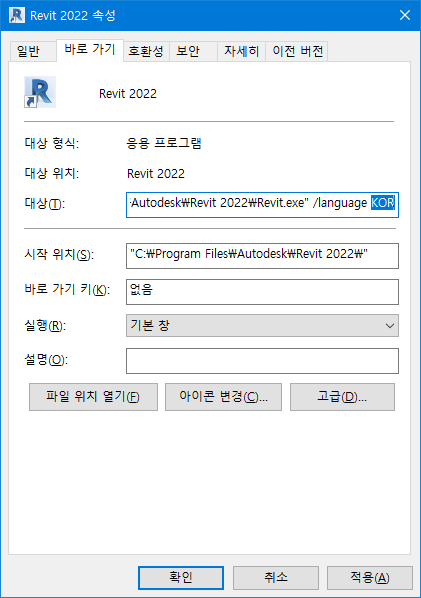 Revit 2022 속성
일반 바로 가기 호환성 보안 자세히 이전 버전
Revit 2022
대상 형식: 응용 프로그램
대상 위치: Revit 2022
대상(T): Autodesk₩Revit 2022₩Revit.exe" /language KOR
시작 위치(S): "C:₩Program Files₩Autodesk₩Revit 2022₩"
바로 가기 키(K): 없음
실행(R): 기본 창
설명(O):
파일 위치 열기(F) 아이콘 변경(C)... 고급(D)...
확인 취소 적용(A)